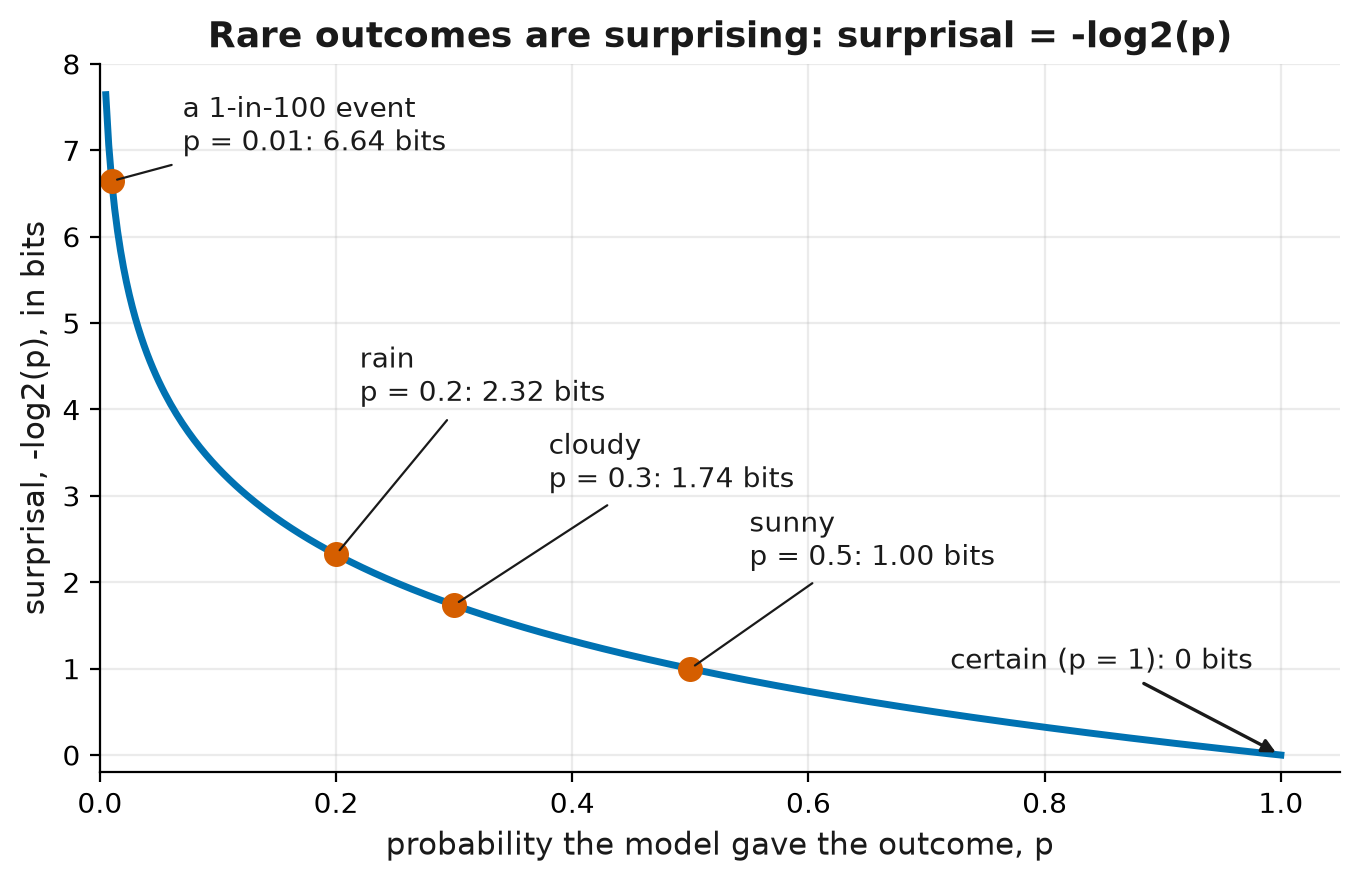 Rare outcomes are surprising: surprisal = -log2(p)
8
7
6
5
4
3
2
1
0
surprisal, -log2(p), in bits
a 1-in-100 event
p = 0.01: 6.64 bits
rain
p = 0.2: 2.32 bits
cloudy
p = 0.3: 1.74 bits
sunny
p = 0.5: 1.00 bits
certain (p = 1): 0 bits
0.0 0.2 0.4 0.6 0.8 1.0
probability the model gave the outcome, p